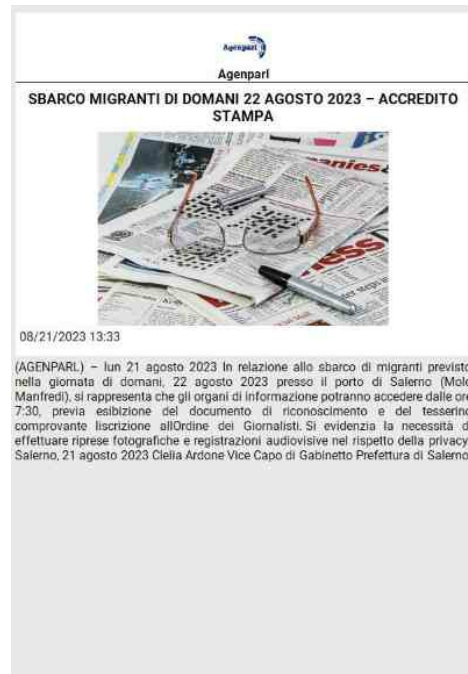 Agenparl
Agenparl
SBARCO MIGRANTI DI DOMANI 22 AGOSTO 2023 – ACCREDITO
STAMPA
anies
ness
08/21/2023 13:33
(AGENPARL) – lun 21 agosto 2023 In relazione allo sbarco di migranti previsto
nella giornata di domani, 22 agosto 2023 presso il porto di Salerno (Molo
Manfredi), si rappresenta che gli organi di informazione potranno accedere dalle ore
7:30, previa esibizione del documento di riconoscimento e del tesserino
comprovante liscrizione allOrdine dei Giornalisti. Si evidenzia la necessità d
effettuare riprese fotografiche e registrazioni audiovisive nel rispetto della privacy
Salerno, 21 agosto 2023 Clelia Ardone Vice Capo di Gabinetto Prefettura di Salerno